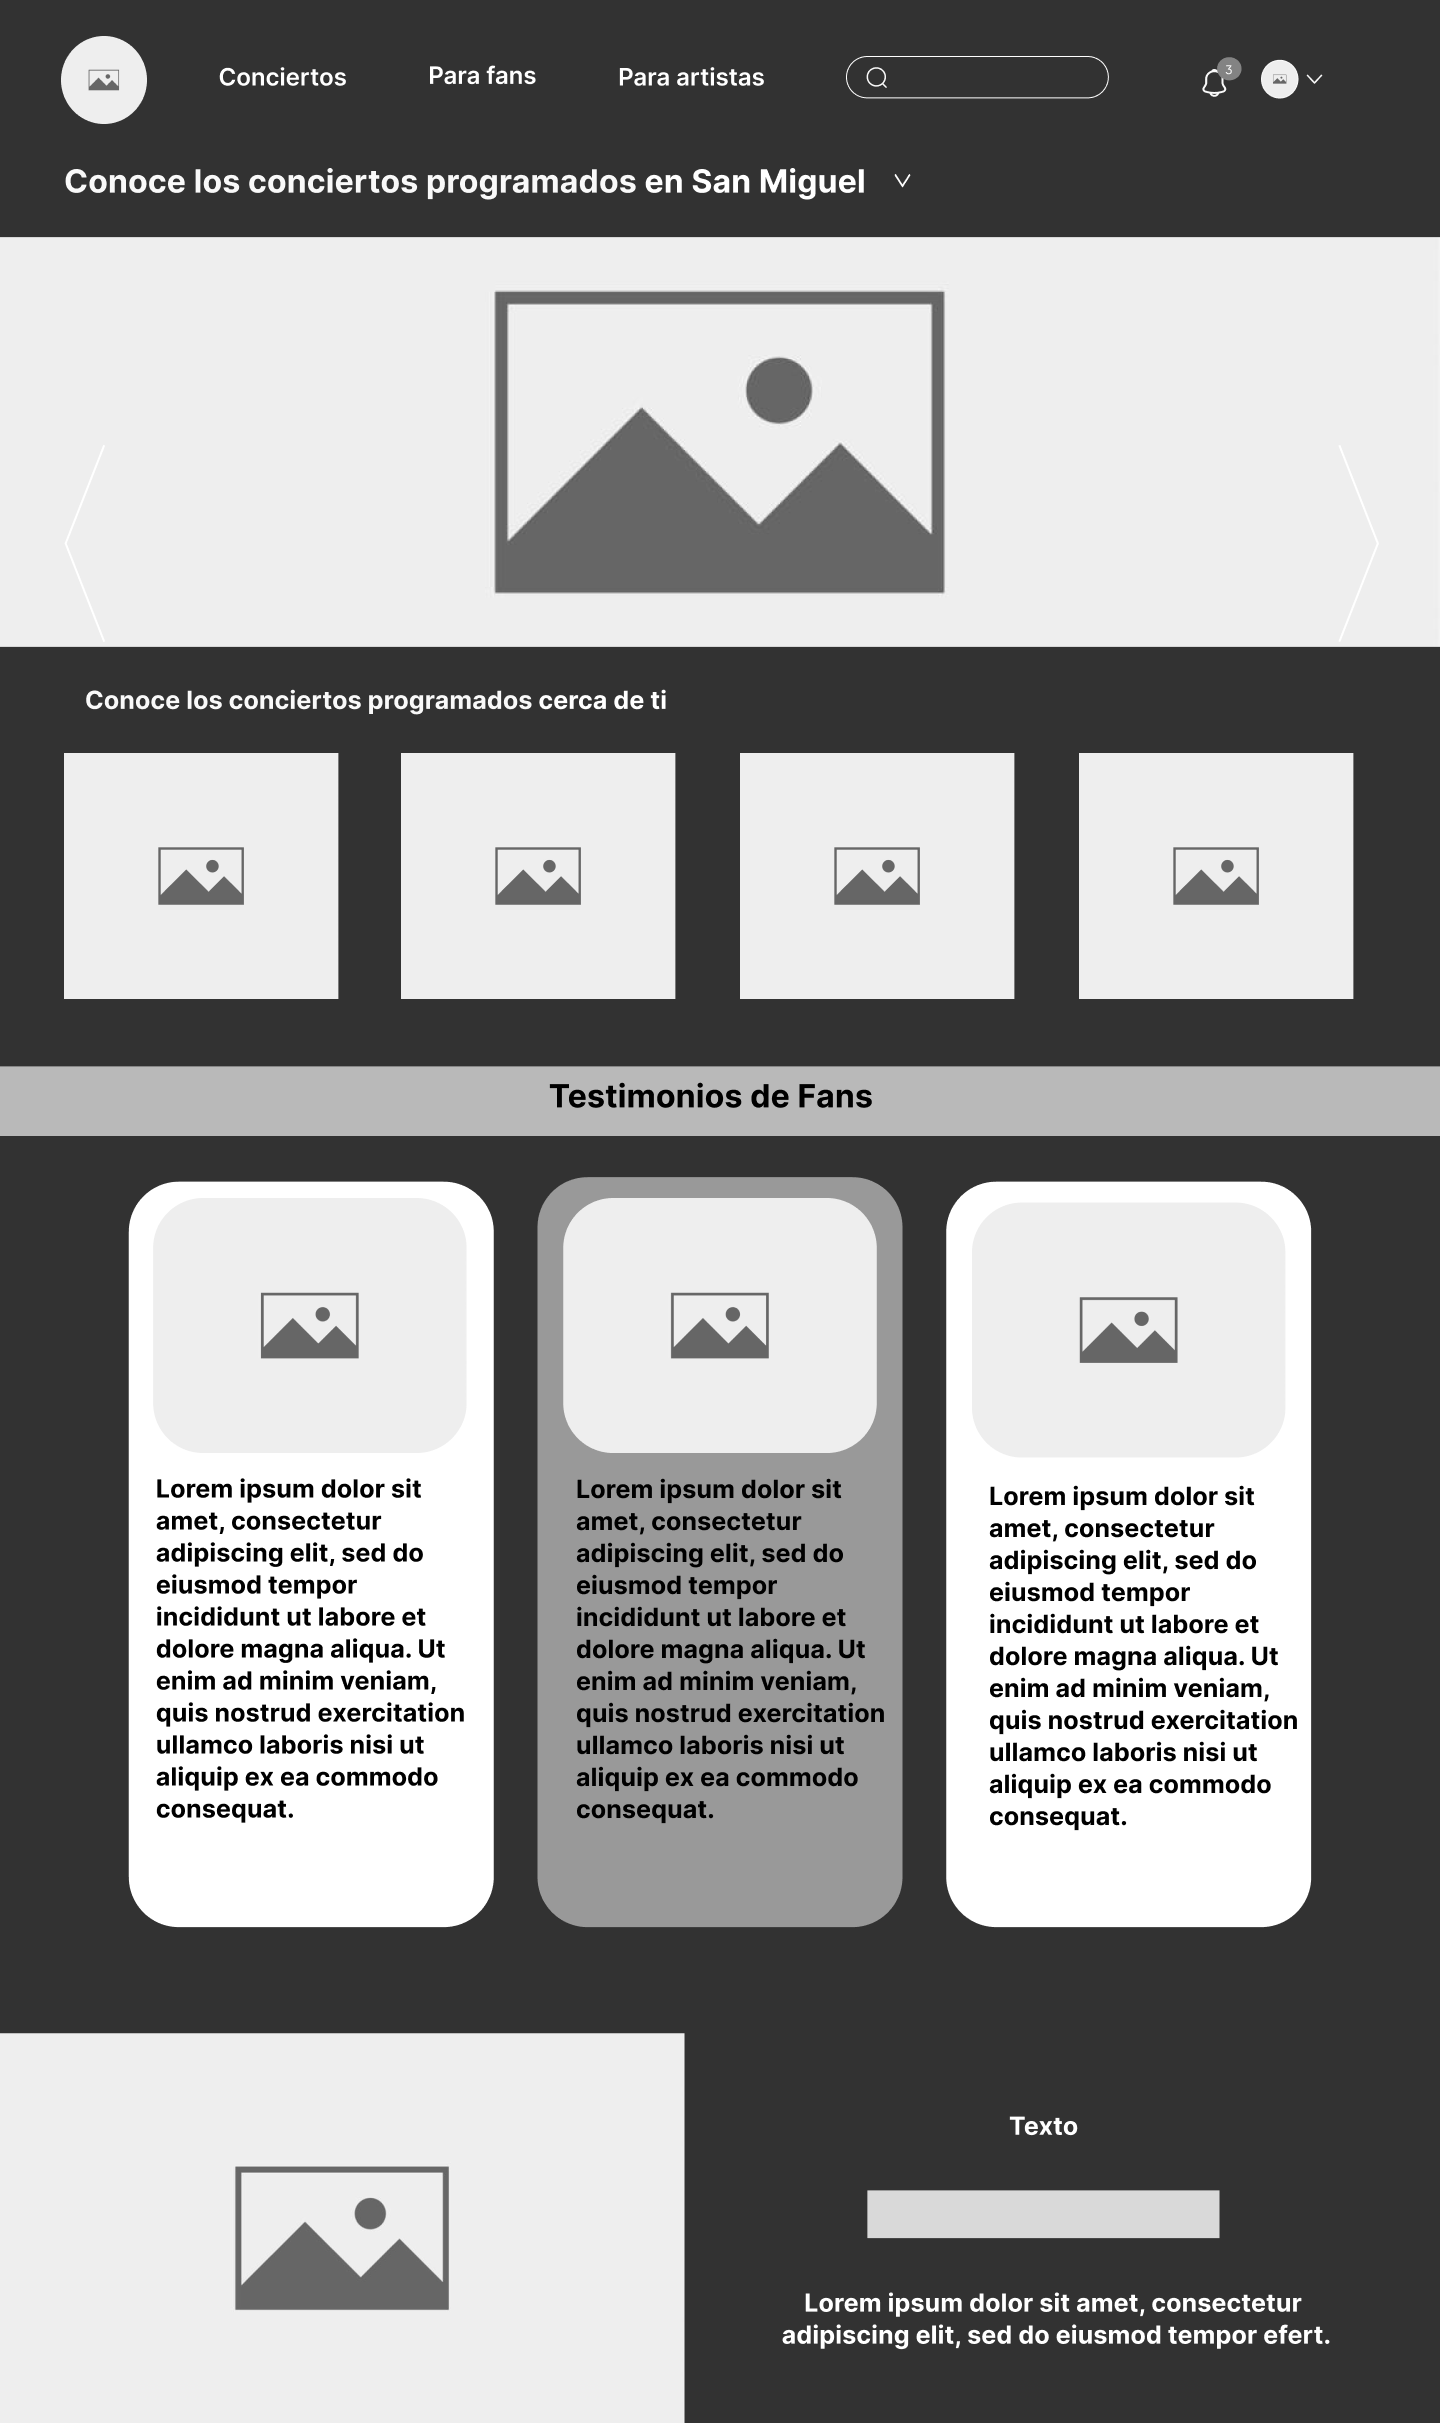 Conciertos
Para fans
Para artistas
3
Conoce los conciertos programados en San Miguel
Conoce los conciertos programados cerca de ti
Testimonios de Fans
Lorem ipsum dolor sit
amet, consectetur
adipiscing elit, sed do
eiusmod tempor
incididunt ut labore et
dolore magna aliqua. Ut
enim ad minim veniam,
quis nostrud exercitation
ullamco laboris nisi ut
aliquip ex ea commodo
consequat.
Lorem ipsum dolor sit
amet, consectetur
adipiscing elit, sed do
eiusmod tempor
incididunt ut labore et
dolore magna aliqua. Ut
enim ad minim veniam,
quis nostrud exercitation
ullamco laboris nisi ut
aliquip ex ea commodo
consequat.
Lorem ipsum dolor sit
amet, consectetur
adipiscing elit, sed do
eiusmod tempor
incididunt ut labore et
dolore magna aliqua. Ut
enim ad minim veniam,
quis nostrud exercitation
ullamco laboris nisi ut
aliquip ex ea commodo
consequat.
Texto
Lorem ipsum dolor sit amet, consectetur
adipiscing elit, sed do eiusmod tempor efert.